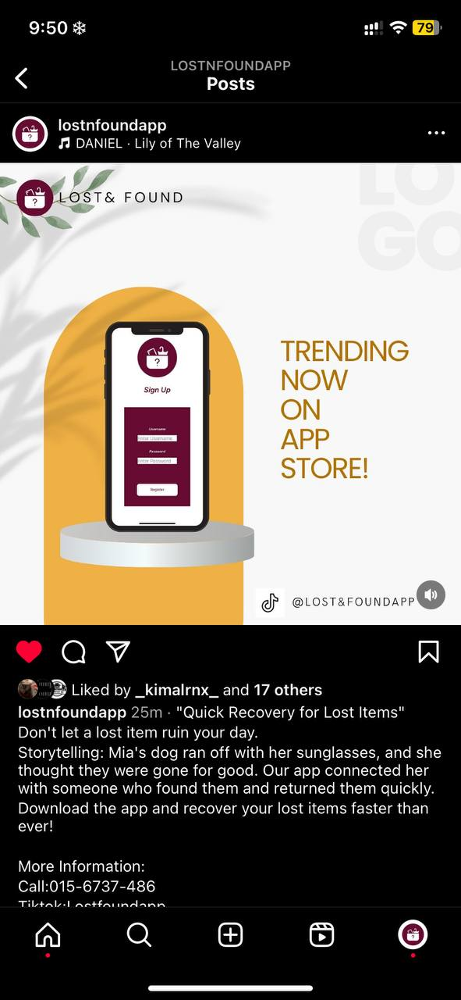 9:50
79
LOSTNFOUNDAPP
Posts
lostnfoundapp
DANIEL · Lily of The Valley
LOST& FOUND
LO
GO
?
Sign Up
Username
Enter Username
Password
Enter Password
Register
TRENDING
NOW
ON
APP
STORE!
@LOST&FOUNDAPP
Liked by _kimalrnx_ and 17 others
lostnfoundapp 25m · "Quick Recovery for Lost Items"
Don't let a lost item ruin your day.
Storytelling: Mia's dog ran off with her sunglasses, and she
thought they were gone for good. Our app connected her
with someone who found them and returned them quickly.
Download the app and recover your lost items faster than
ever!
More Information:
Call:015-6737-486
Tiktok:Lostfoundapp